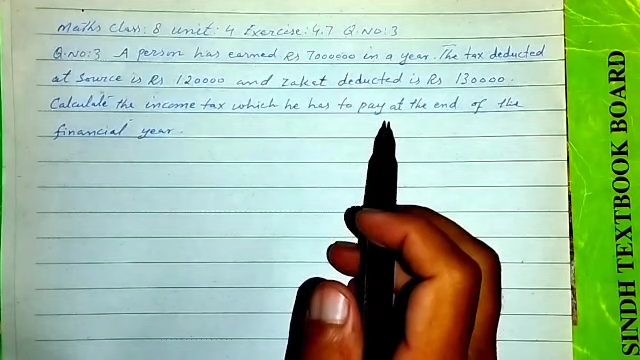 Maths Class: 8 Unit: 4 Exercise: 4.7 Q.NO:3
Q.NO:3 A person has earned Rs 7000000 in a year. The tax deducted
at source is Rs 120000 and Zaket deducted is Rs 130000.
Calculate the income tax which he has to pay at the end of the
financial year.
SINDH TEXTBOOK BOARD